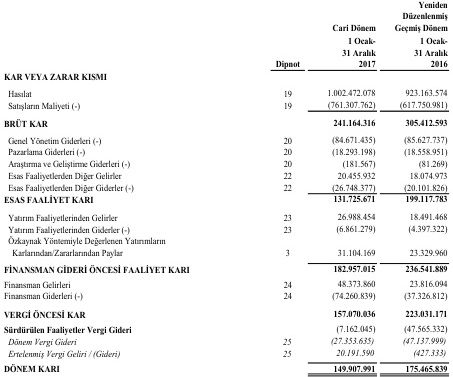 Yeniden
Düzenlenmiş
Cari Dönem Geçmiş Dönem
1 Ocak- 1 Ocak-
31 Aralık 31 Aralık
Dipnot 2017 2016
KAR VEYA ZARAR KISMI
Hasılat 19 1.002.472.078 923.163.574
Satışların Maliyeti (-) 19 (761.307.762) (617.750.981)
BRÜT KAR 241.164.316 305.412.593
Genel Yönetim Giderleri (-) 20 (84.671.435) (85.627.737)
Pazarlama Giderleri (-) 20 (18.293.198) (18.558.951)
Araştırma ve Geliştirme Giderleri (-) 20 (181.567) (81.269)
Esas Faaliyetlerden Diğer Gelirler 22 20.455.932 18.074.973
Esas Faaliyetlerden Diğer Giderler (-) 22 (26.748.377) (20.101.826)
ESAS FAALİYET KARI 131.725.671 199.117.783
Yatırım Faaliyetlerinden Gelirler 23 26.988.454 18.491.468
Yatırım Faaliyetlerinden Giderler (-) 23 (6.861.279) (4.397.322)
Özkaynak Yöntemiyle Değerlenen Yatırımların
Karlarından/Zararlarından Paylar 3 31.104.169 23.329.960
FİNANSMAN GİDERİ ÖNCESİ FAALİYET KARI 182.957.015 236.541.889
Finansman Gelirleri 24 48.373.860 23.816.094
Finansman Giderleri (-) 24 (74.260.839) (37.326.812)
VERGİ ÖNCESİ KAR 157.070.036 223.031.171
Sürdürülen Faaliyetler Vergi Gideri (7.162.045) (47.565.332)
Dönem Vergi Gideri 25 (27.353.635) (47.137.999)
Ertelenmiş Vergi Geliri / (Gideri) 25 20.191.590 (427.333)
DÖNEM KARI 149.907.991 175.465.839